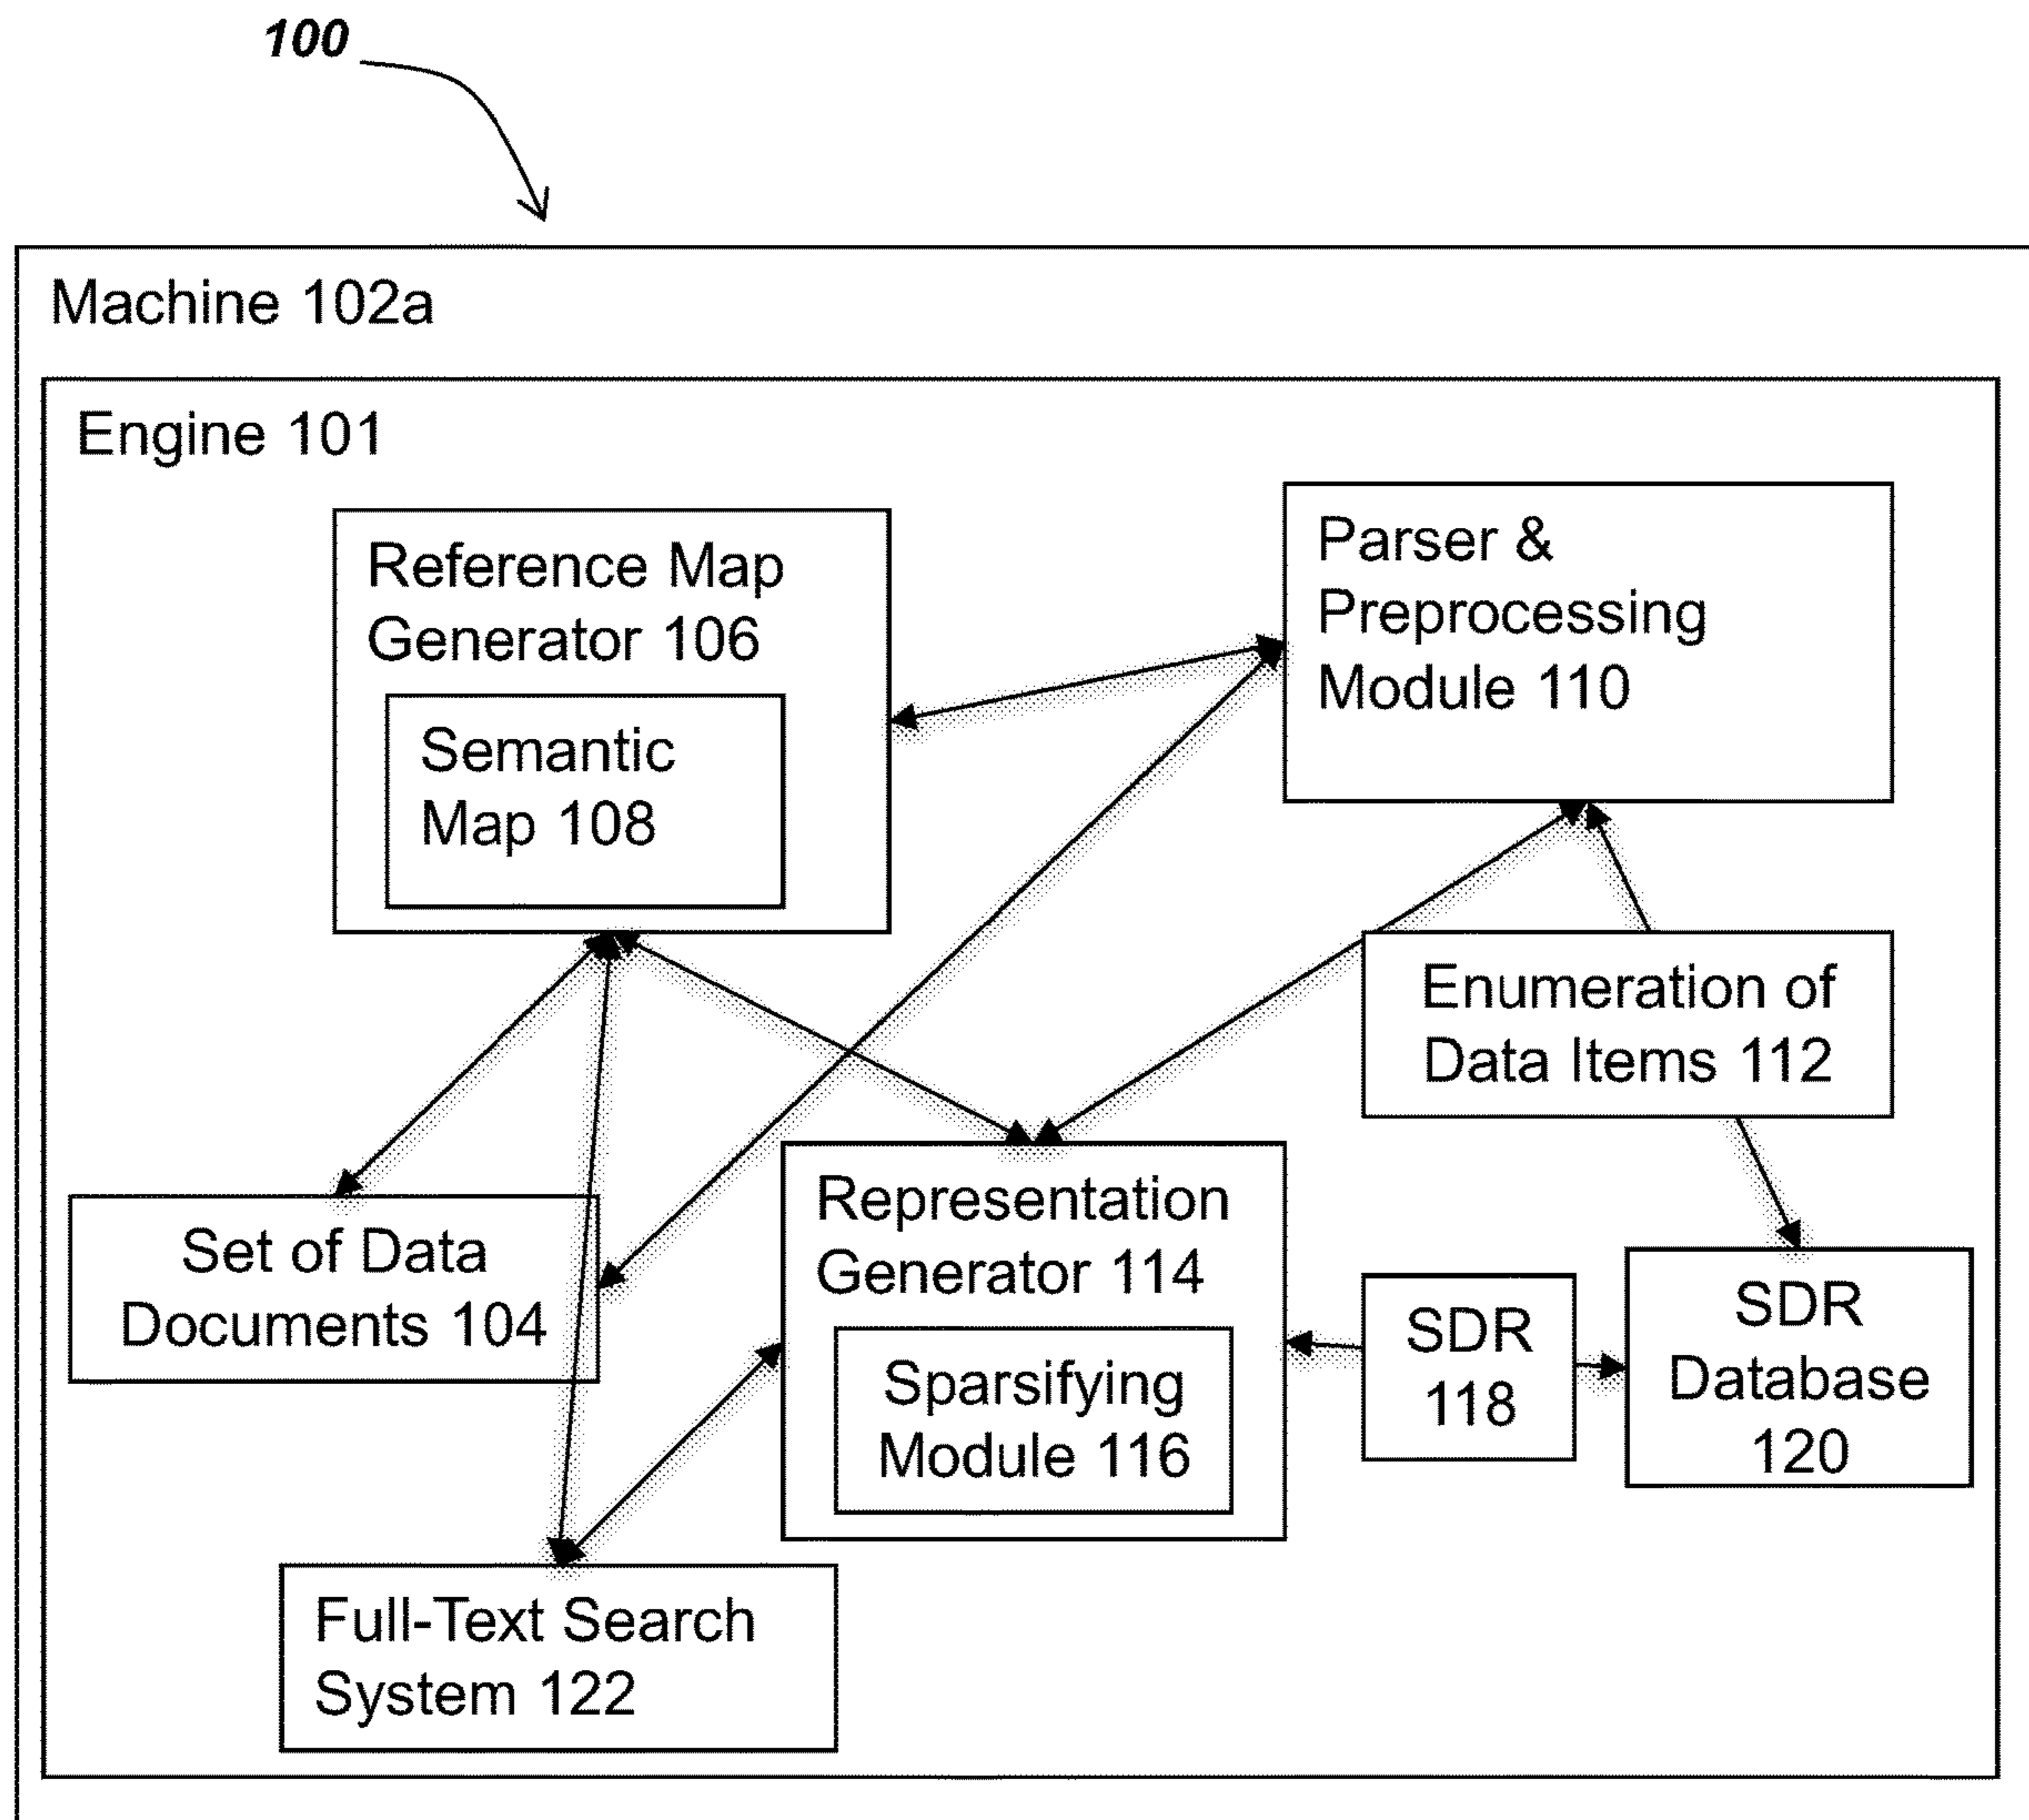 100
Machine 102a
Engine 101
Reference Map
Generator 106
Semantic
Map 108
Parser &
Preprocessing
Module 110
Enumeration of
Data Items 112
Set of Data
Documents 104
Representation
Generator 114
Sparsifying
Module 116
SDR
118
SDR
Database
120
Full-Text Search
System 122